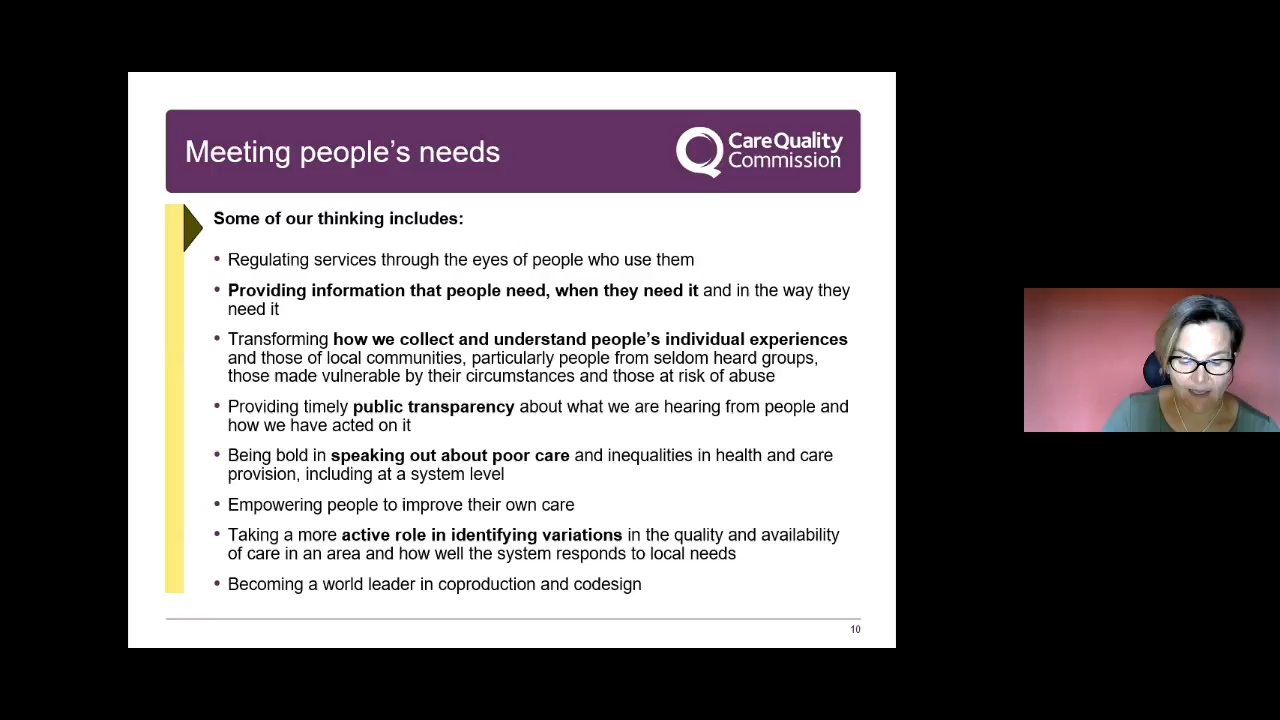 Meeting people’s needs
CareQuality
Commission
Some of our thinking includes:
• Regulating services through the eyes of people who use them
• Providing information that people need, when they need it and in the way they
need it
• Transforming how we collect and understand people’s individual experiences
and those of local communities, particularly people from seldom heard groups,
those made vulnerable by their circumstances and those at risk of abuse
• Providing timely public transparency about what we are hearing from people and
how we have acted on it
• Being bold in speaking out about poor care and inequalities in health and care
provision, including at a system level
• Empowering people to improve their own care
• Taking a more active role in identifying variations in the quality and availability
of care in an area and how well the system responds to local needs
• Becoming a world leader in coproduction and codesign
10